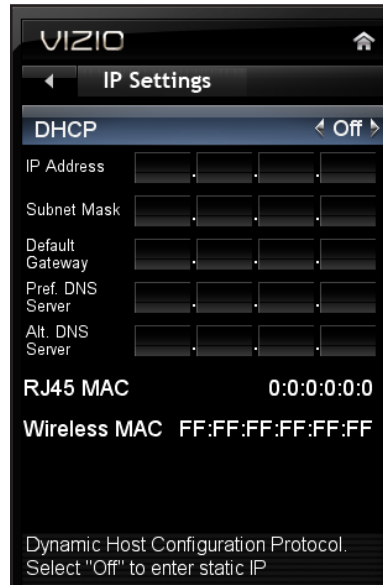 VIZIO
IP Settings
DHCP Off
IP Address . . .
Subnet Mask . . .
Default
Gateway . . .
Pref. DNS
Server . . .
Alt. DNS
Server . . .
RJ45 MAC 0:0:0:0:0:0
Wireless MAC FF:FF:FF:FF:FF:FF
Dynamic Host Configuration Protocol.
Select "Off" to enter static IP